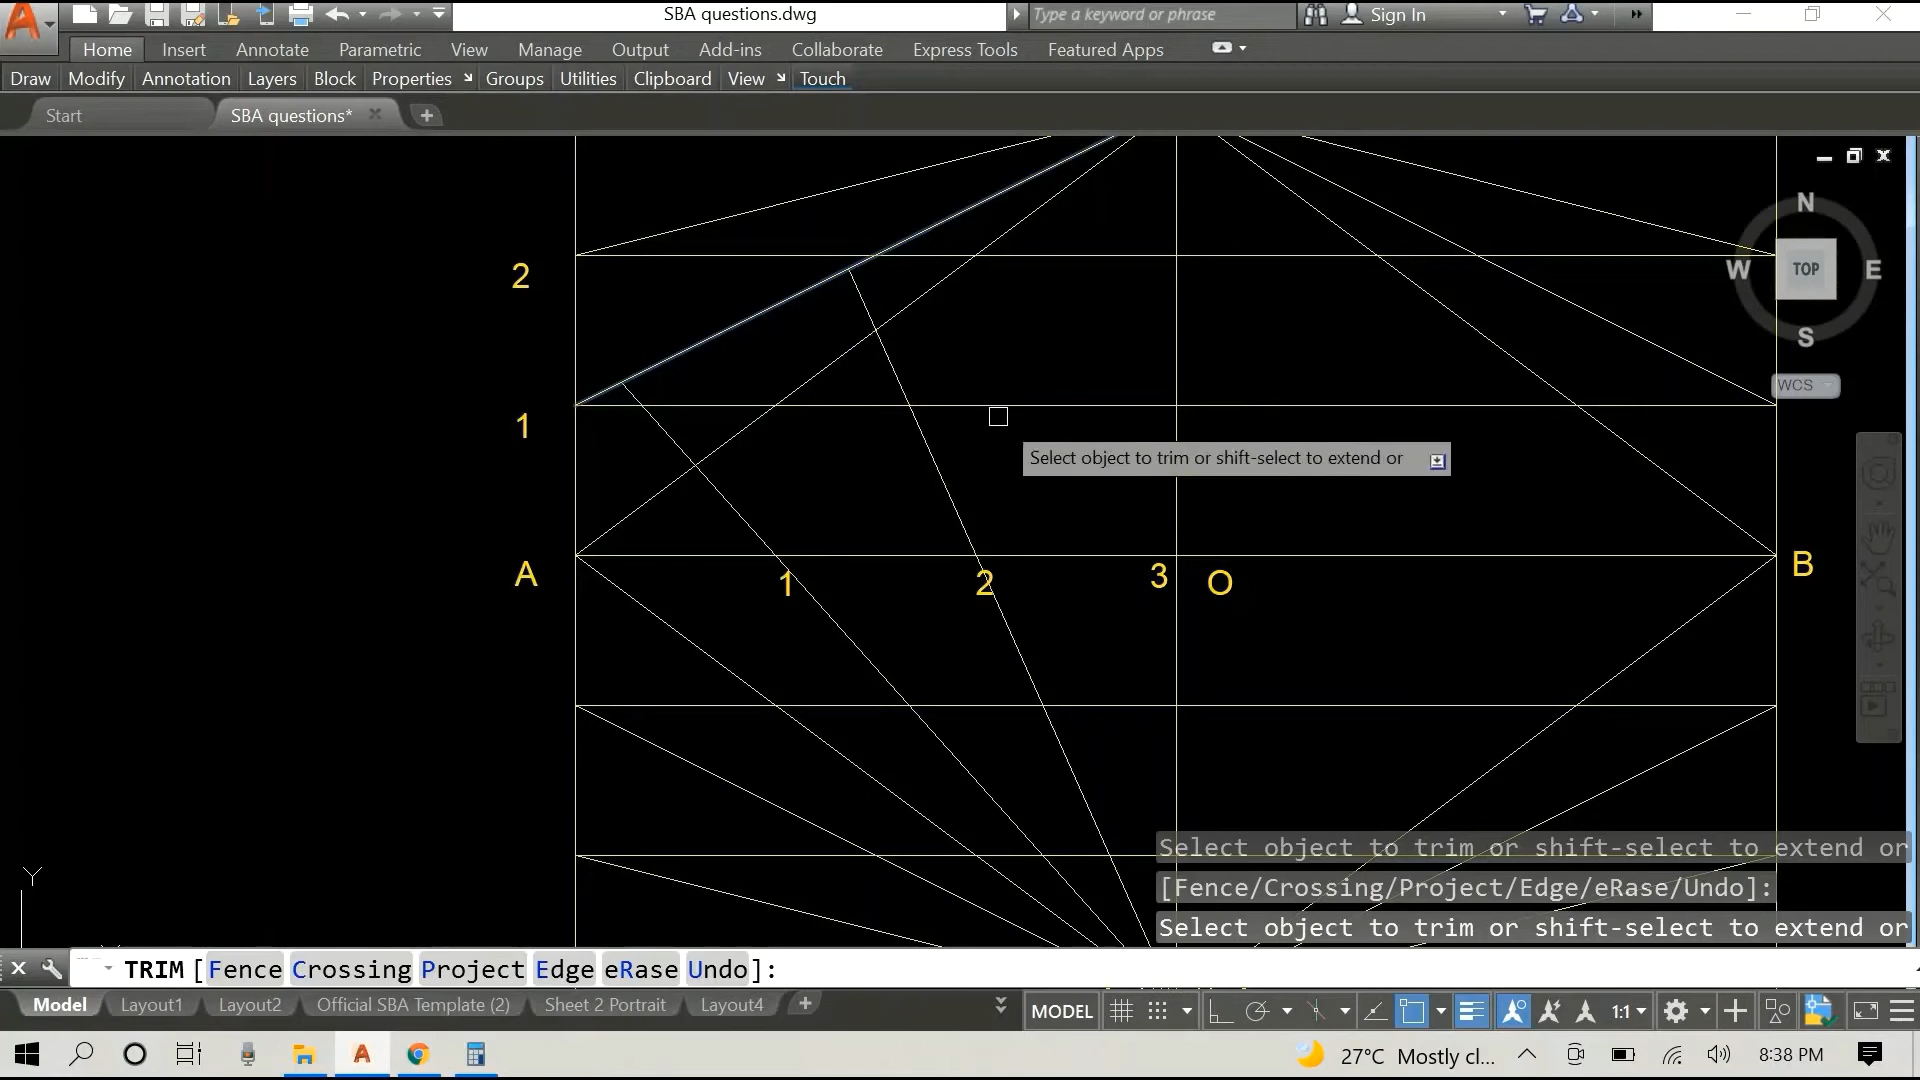 SBA questions.dwg
Type a keyword or phrase
Sign In
Home Insert Annotate Parametric View Manage Output Add-ins Collaborate Express Tools Featured Apps
Draw Modify Annotation Layers Block Properties Groups Utilities Clipboard View Touch
Start SBA questions*
N
W TOP E
S
WCS
2
1
Select object to trim or shift-select to extend or
A 1 2 3 O B
Select object to trim or shift-select to extend or
[Fence/Crossing/Project/Edge/eRase/Undo]:
Select object to trim or shift-select to extend or
Y
TRIM [Fence Crossing Project Edge eRase Undo]:
Model Layout1 Layout2 Official SBA Template (2) Sheet 2 Portrait Layout4 MODEL 1:1
27°C Mostly cl... 8:38 PM